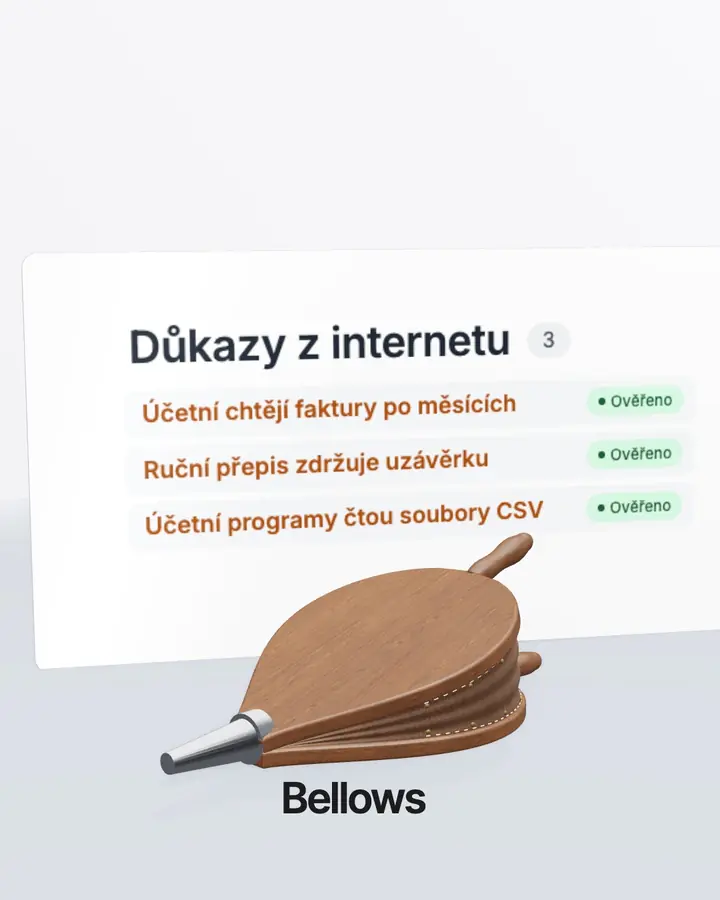 Důkazy z internetu 3
Účetní chtějí faktury po měsících
Ověřeno
Ruční přepis zdržuje uzávěrku
Ověřeno
Účetní programy čtou soubory CSV
Ověřeno
Bellows